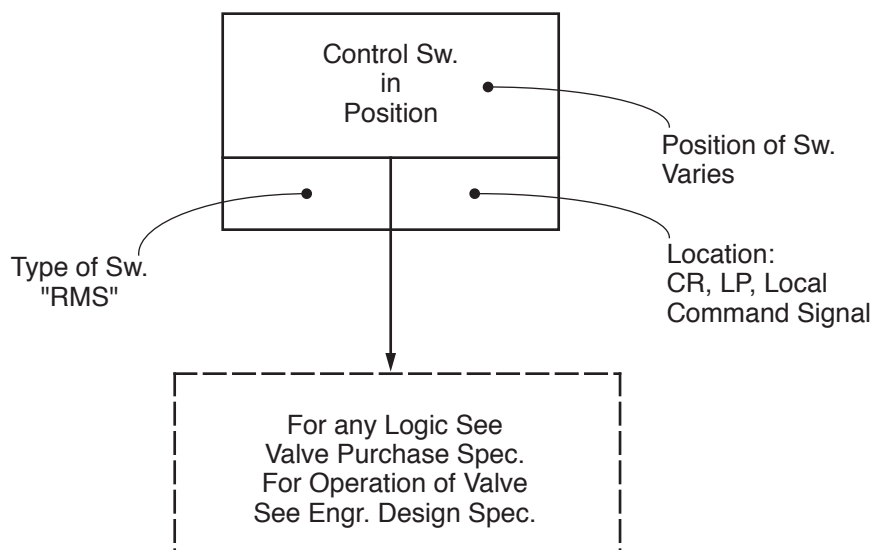 Control Sw.
in
Position
Position of Sw.
Varies
Type of Sw.
"RMS"
Location:
CR, LP, Local
Command Signal
For any Logic See
Valve Purchase Spec.
For Operation of Valve
See Engr. Design Spec.